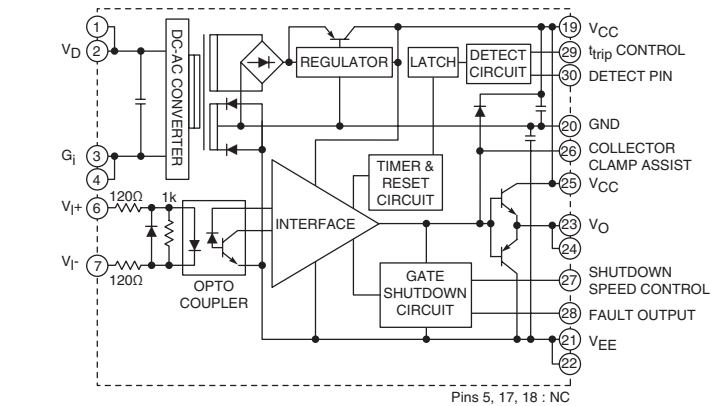 1
2
VD
3
Gi
4
6
VI+
7
VI-
120Ω
1k
120Ω
DC-AC CONVERTER
REGULATOR
LATCH
DETECT
CIRCUIT
TIMER &
RESET
CIRCUIT
INTERFACE
OPTO
COUPLER
GATE
SHUTDOWN
CIRCUIT
19 VCC
29 ttrip CONTROL
30 DETECT PIN
20 GND
26 COLLECTOR
CLAMP ASSIST
25 VCC
23 VO
24
27 SHUTDOWN
SPEED CONTROL
28 FAULT OUTPUT
21 VEE
22
Pins 5, 17, 18 : NC